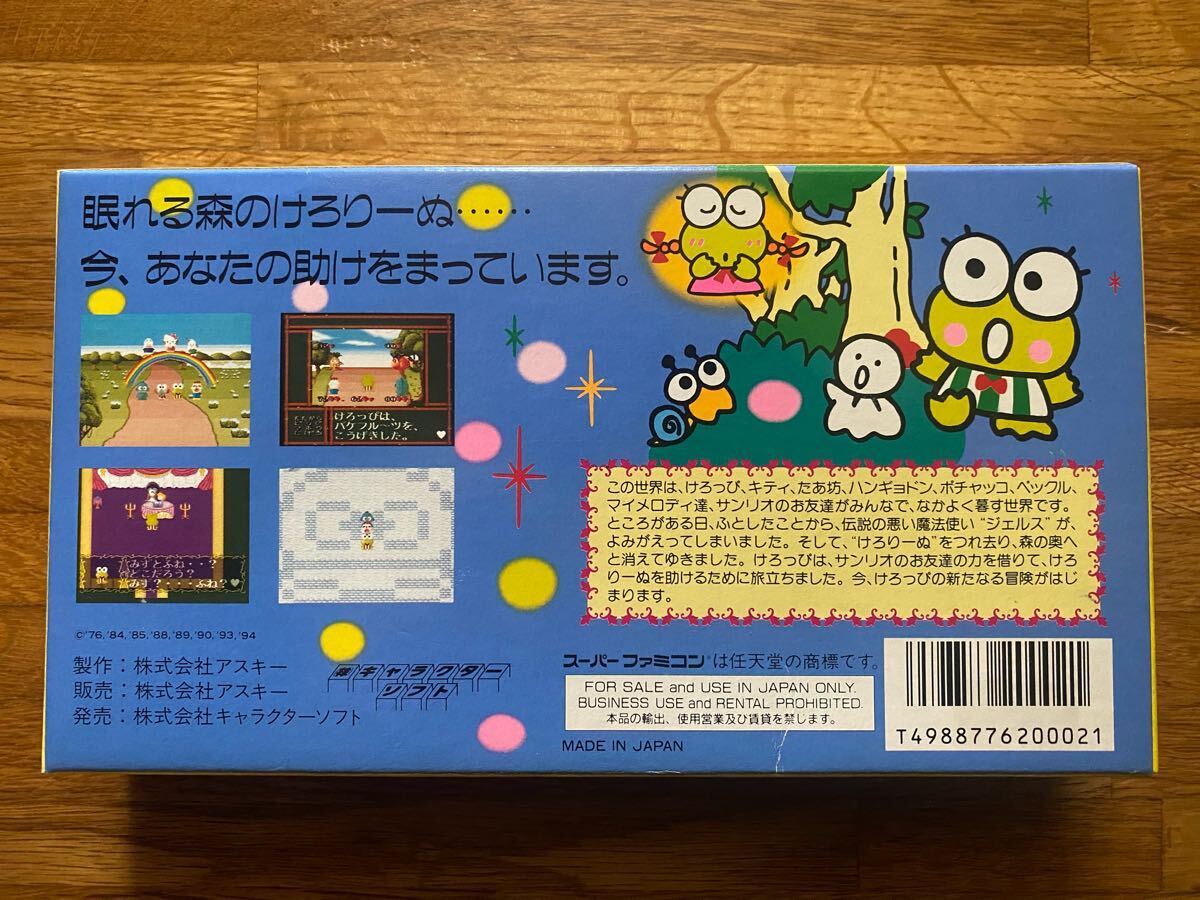 眠れる森のけろりーぬ……
今、あなたの助けをまっています。
けろっぴは、
バケフルーツを、
こうげきした。♥
みずとふね・・?
どこだろう?
みず?・・・・ふね?♥
この世界は、けろっぴ、キティ、たあ坊、ハンギョドン、ポチャッコ、ペックル、
マイメロディ達、サンリオのお友達がみんなで、なかよく暮す世界です。
ところがある日、ふとしたことから、伝説の悪い魔法使い“ジェルス”が、
よみがえってしまいました。そして、“けろりーぬ”をつれ去り、森の奥へ
と消えてゆきました。けろっぴは、サンリオのお友達の力を借りて、けろ
りーぬを助けるために旅立ちました。今、けろっぴの新たなる冒険がはじ
まります。
©'76,'84,'85,'88,'89,'90,'93,'94
製作：株式会社アスキー
販売：株式会社アスキー
発売：株式会社キャラクターソフト
キャラクター
ソフト
スーパーファミコン®は任天堂の商標です。
FOR SALE and USE IN JAPAN ONLY.
BUSINESS USE and RENTAL PROHIBITED.
本品の輸出、使用営業及び賃貸を禁じます。
MADE IN JAPAN
T4988776200021